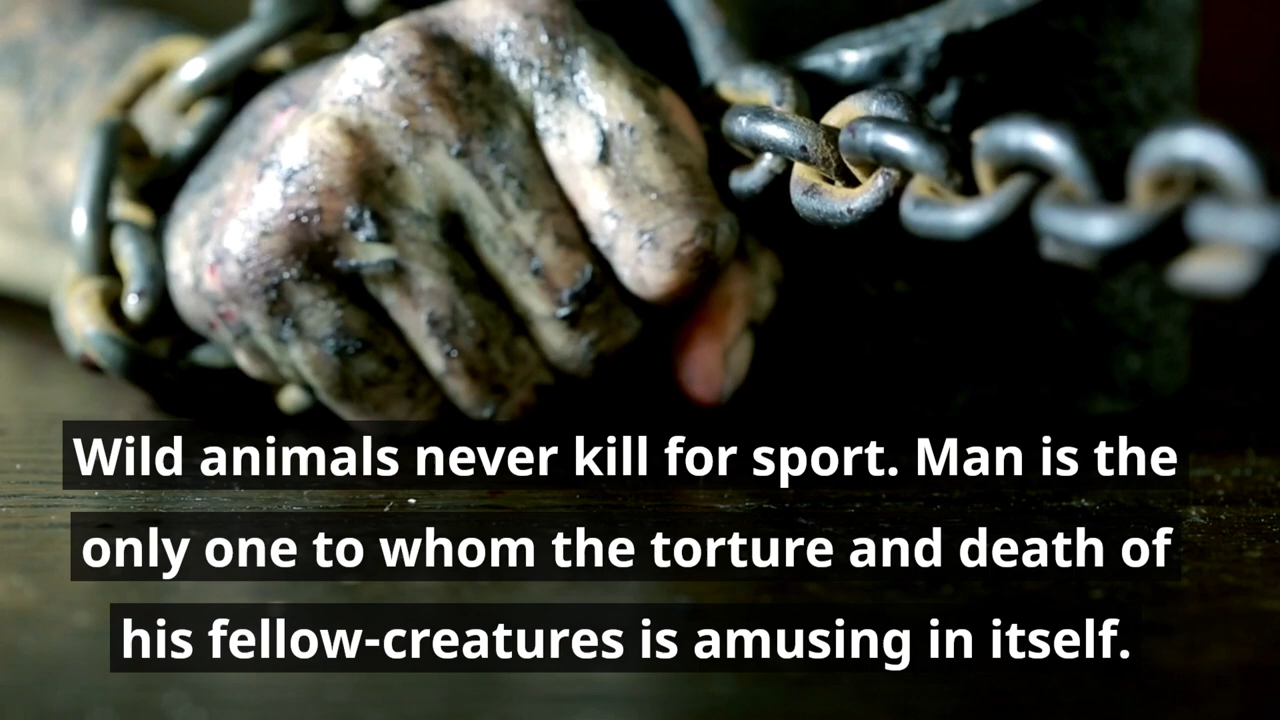 Wild animals never kill for sport. Man is the
only one to whom the torture and death of
his fellow-creatures is amusing in itself.